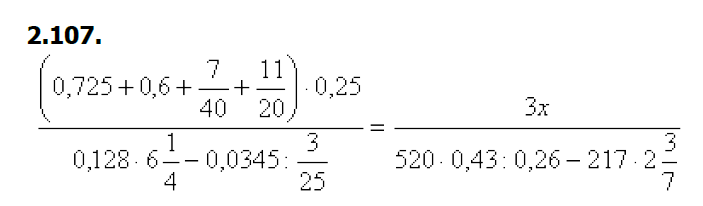 2.107.
(0,725 + 0,6 + 7/40 + 11/20) · 0,25
3x
=
0,128 · 6 1/4 − 0,0345 : 3/25
520 · 0,43 : 0,26 − 217 · 2 3/7